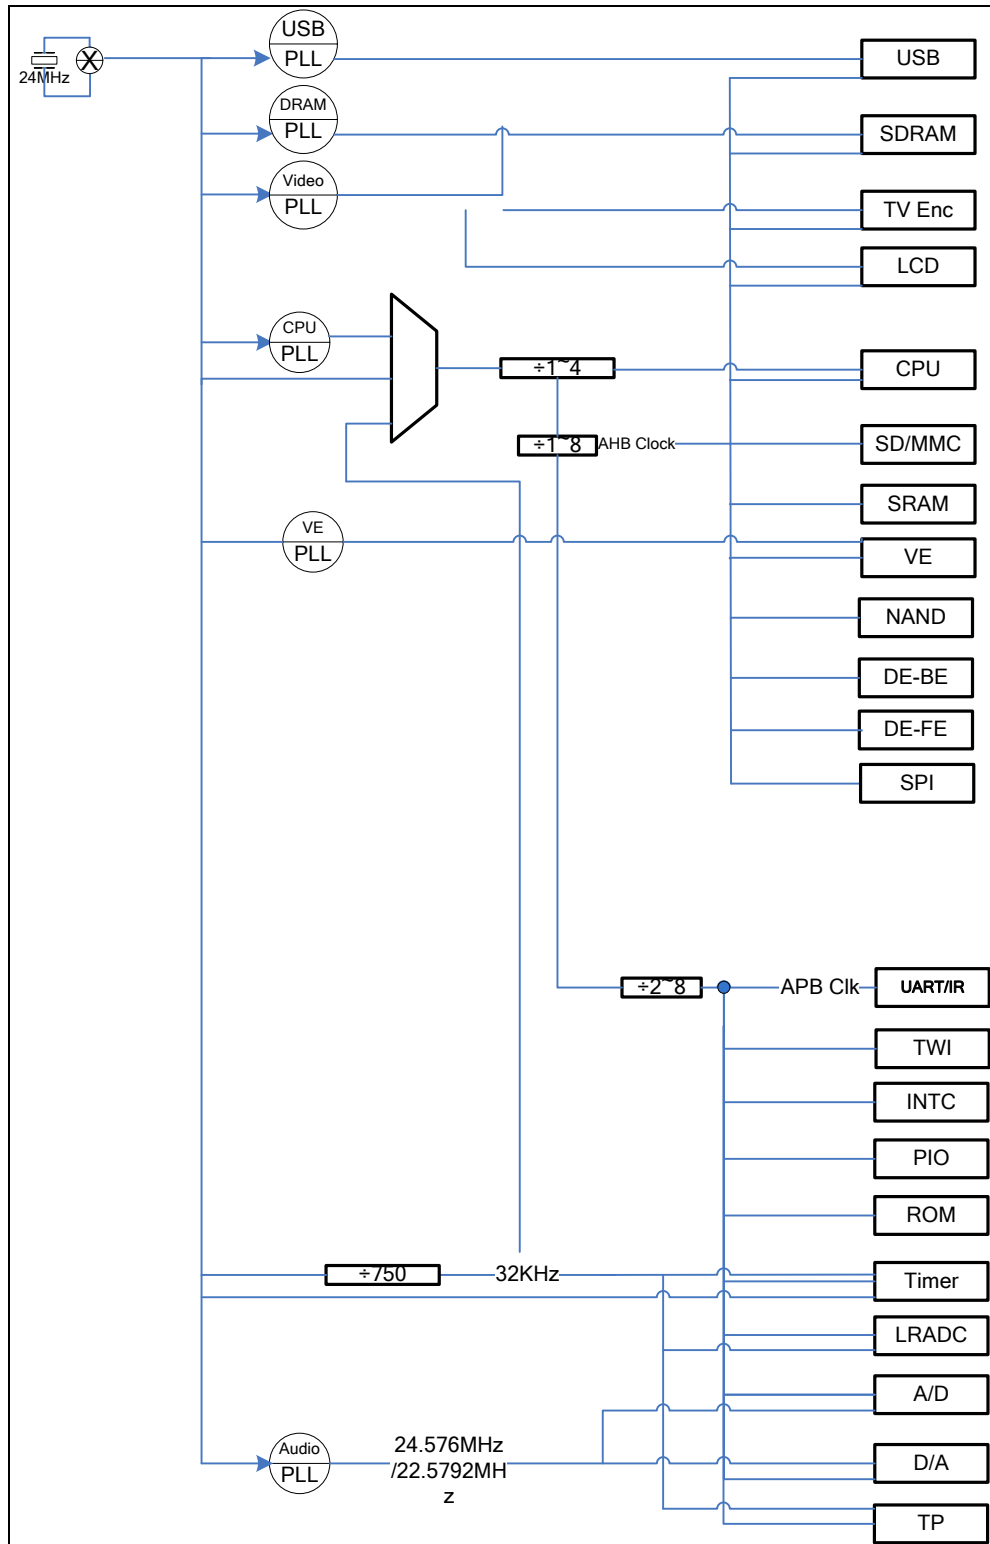 USB
PLL
USB
24MHz
DRAM
PLL
SDRAM
Video
PLL
TV Enc
LCD
CPU
PLL
÷1~4
CPU
÷1~8
AHB Clock
SD/MMC
SRAM
VE
PLL
VE
NAND
DE-BE
DE-FE
SPI
÷2~8
APB Clk
UART/IR
TWI
INTC
PIO
ROM
÷750
32KHz
Timer
LRADC
A/D
Audio
PLL
24.576MHz
/22.5792MH
z
D/A
TP